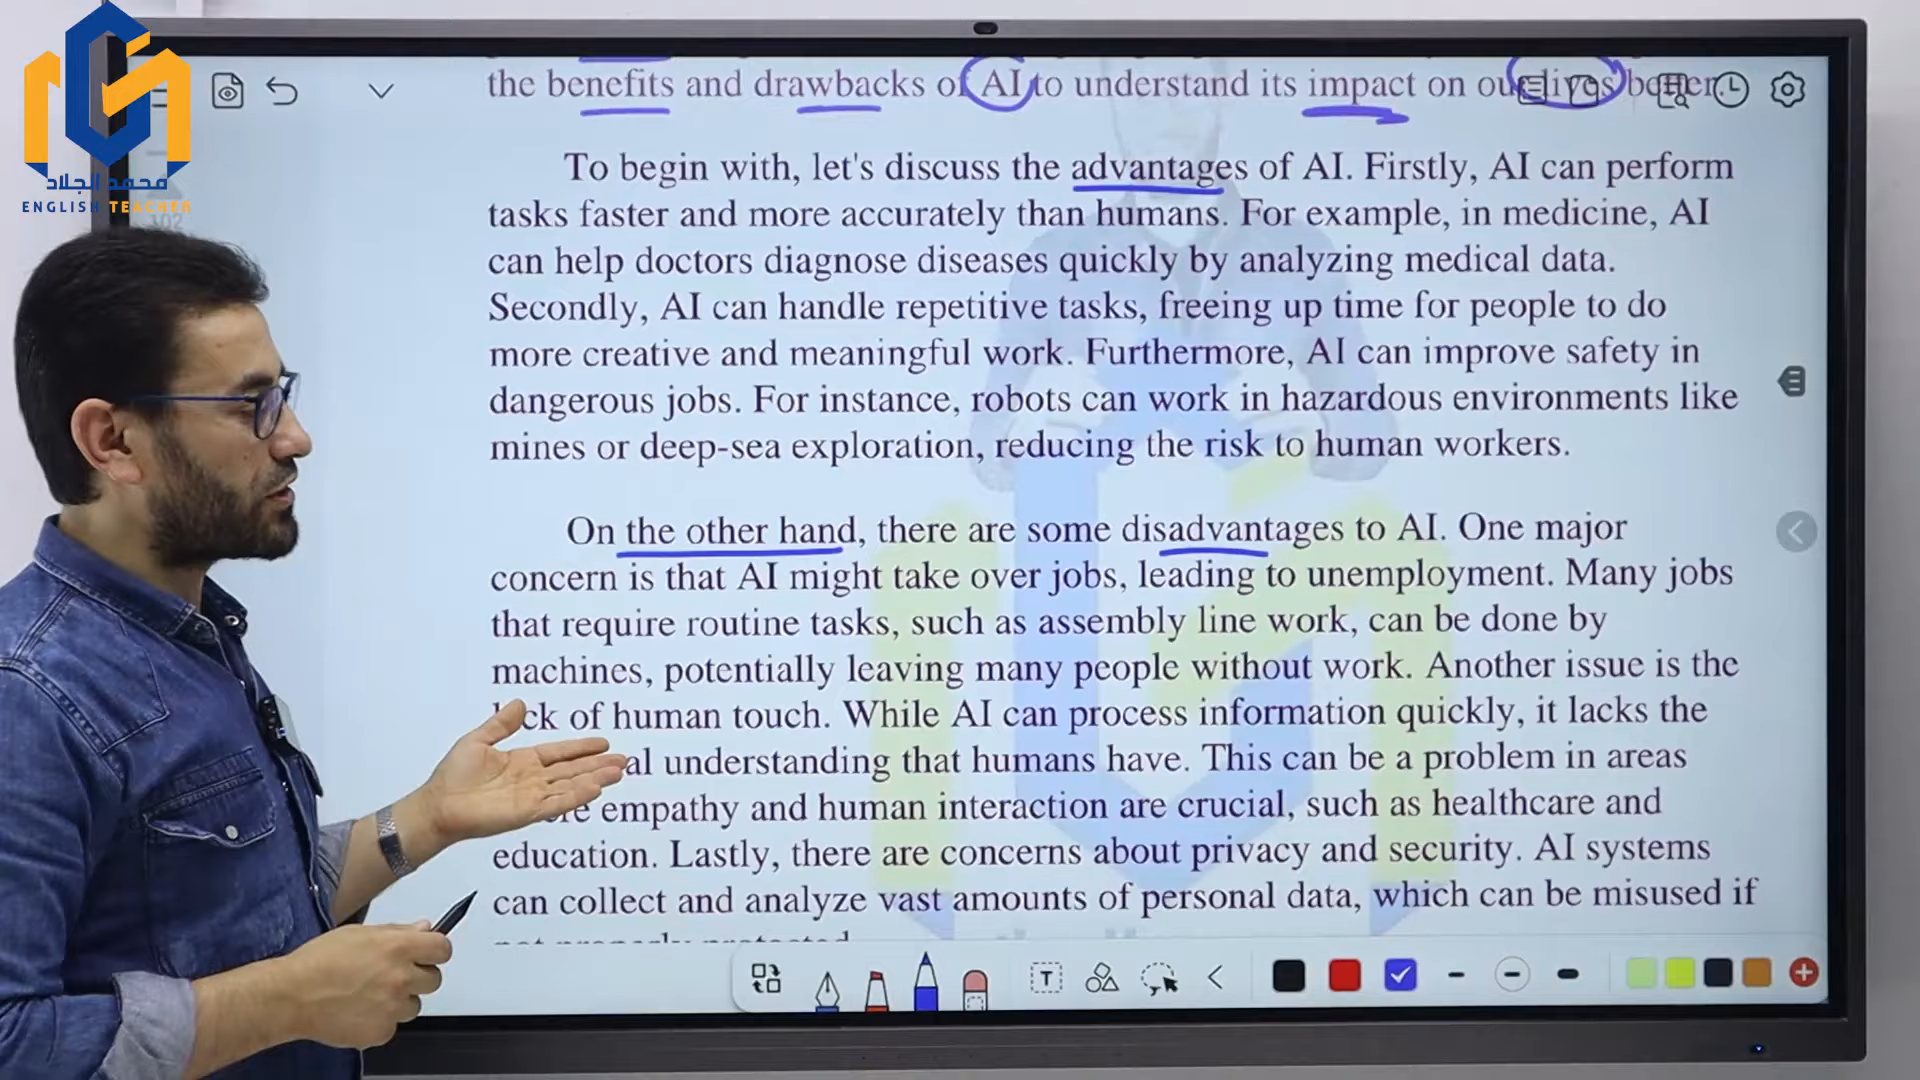 محمد الجلاد
ENGLISH TEACHER
the benefits and drawbacks of AI to understand its impact on our lives better.
To begin with, let's discuss the advantages of AI. Firstly, AI can perform
tasks faster and more accurately than humans. For example, in medicine, AI
can help doctors diagnose diseases quickly by analyzing medical data.
Secondly, AI can handle repetitive tasks, freeing up time for people to do
more creative and meaningful work. Furthermore, AI can improve safety in
dangerous jobs. For instance, robots can work in hazardous environments like
mines or deep-sea exploration, reducing the risk to human workers.
On the other hand, there are some disadvantages to AI. One major
concern is that AI might take over jobs, leading to unemployment. Many jobs
that require routine tasks, such as assembly line work, can be done by
machines, potentially leaving many people without work. Another issue is the
lack of human touch. While AI can process information quickly, it lacks the
understanding that humans have. This can be a problem in areas
empathy and human interaction are crucial, such as healthcare and
education. Lastly, there are concerns about privacy and security. AI systems
can collect and analyze vast amounts of personal data, which can be misused if
T